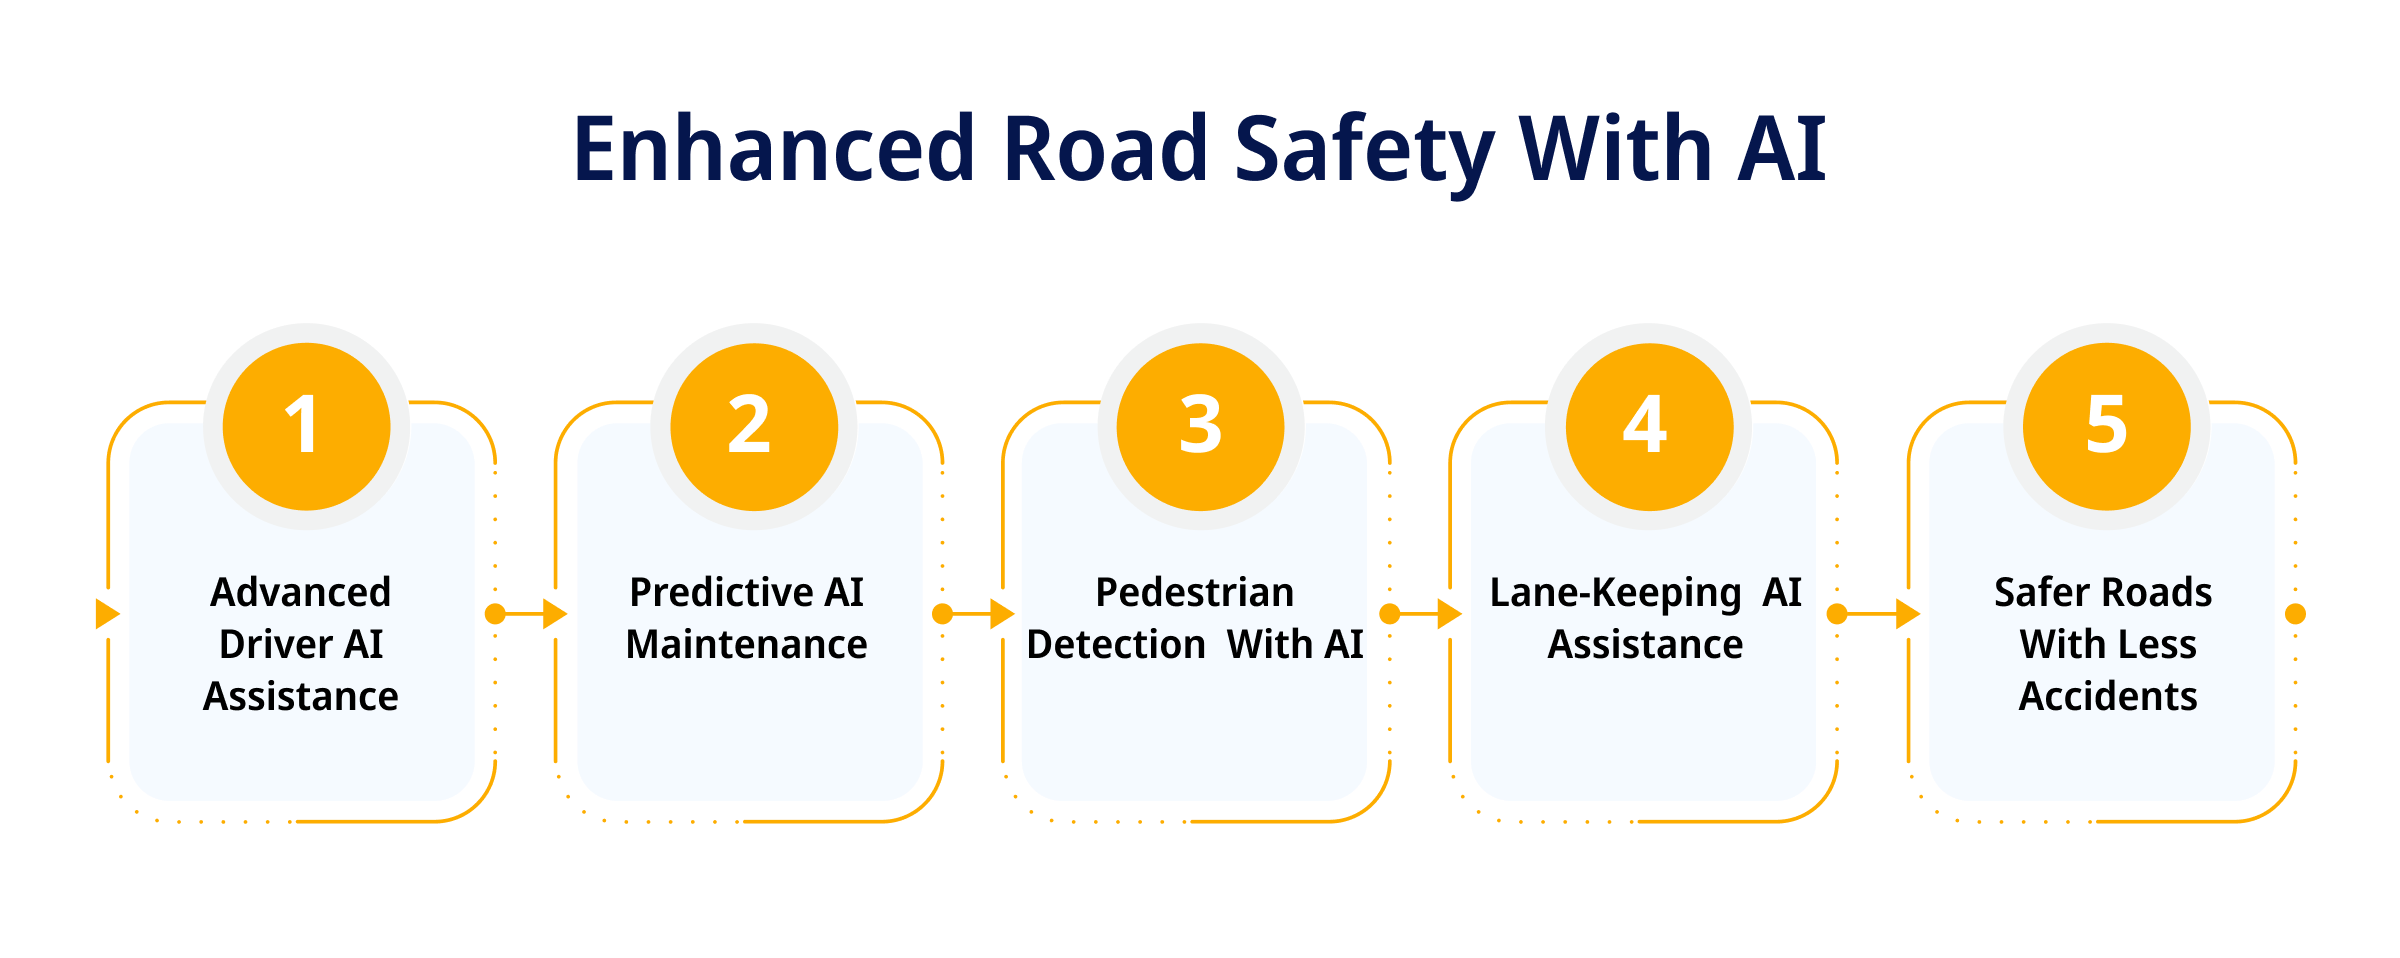 Enhanced Road Safety With AI
1
Advanced
Driver AI
Assistance
2
Predictive AI
Maintenance
3
Pedestrian
Detection  With AI
4
Lane-Keeping  AI
Assistance
5
Safer Roads
With Less
Accidents